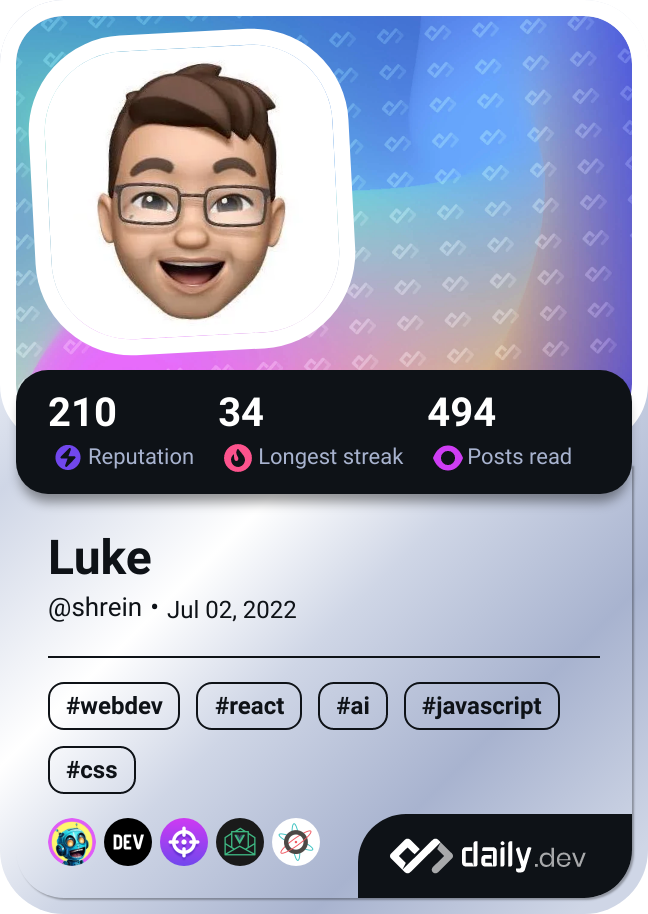 210 34 494
Reputation Longest streak Posts read
Luke
@shrein • Jul 02, 2022
#webdev #react #ai #javascript
#css
DEV
daily.dev